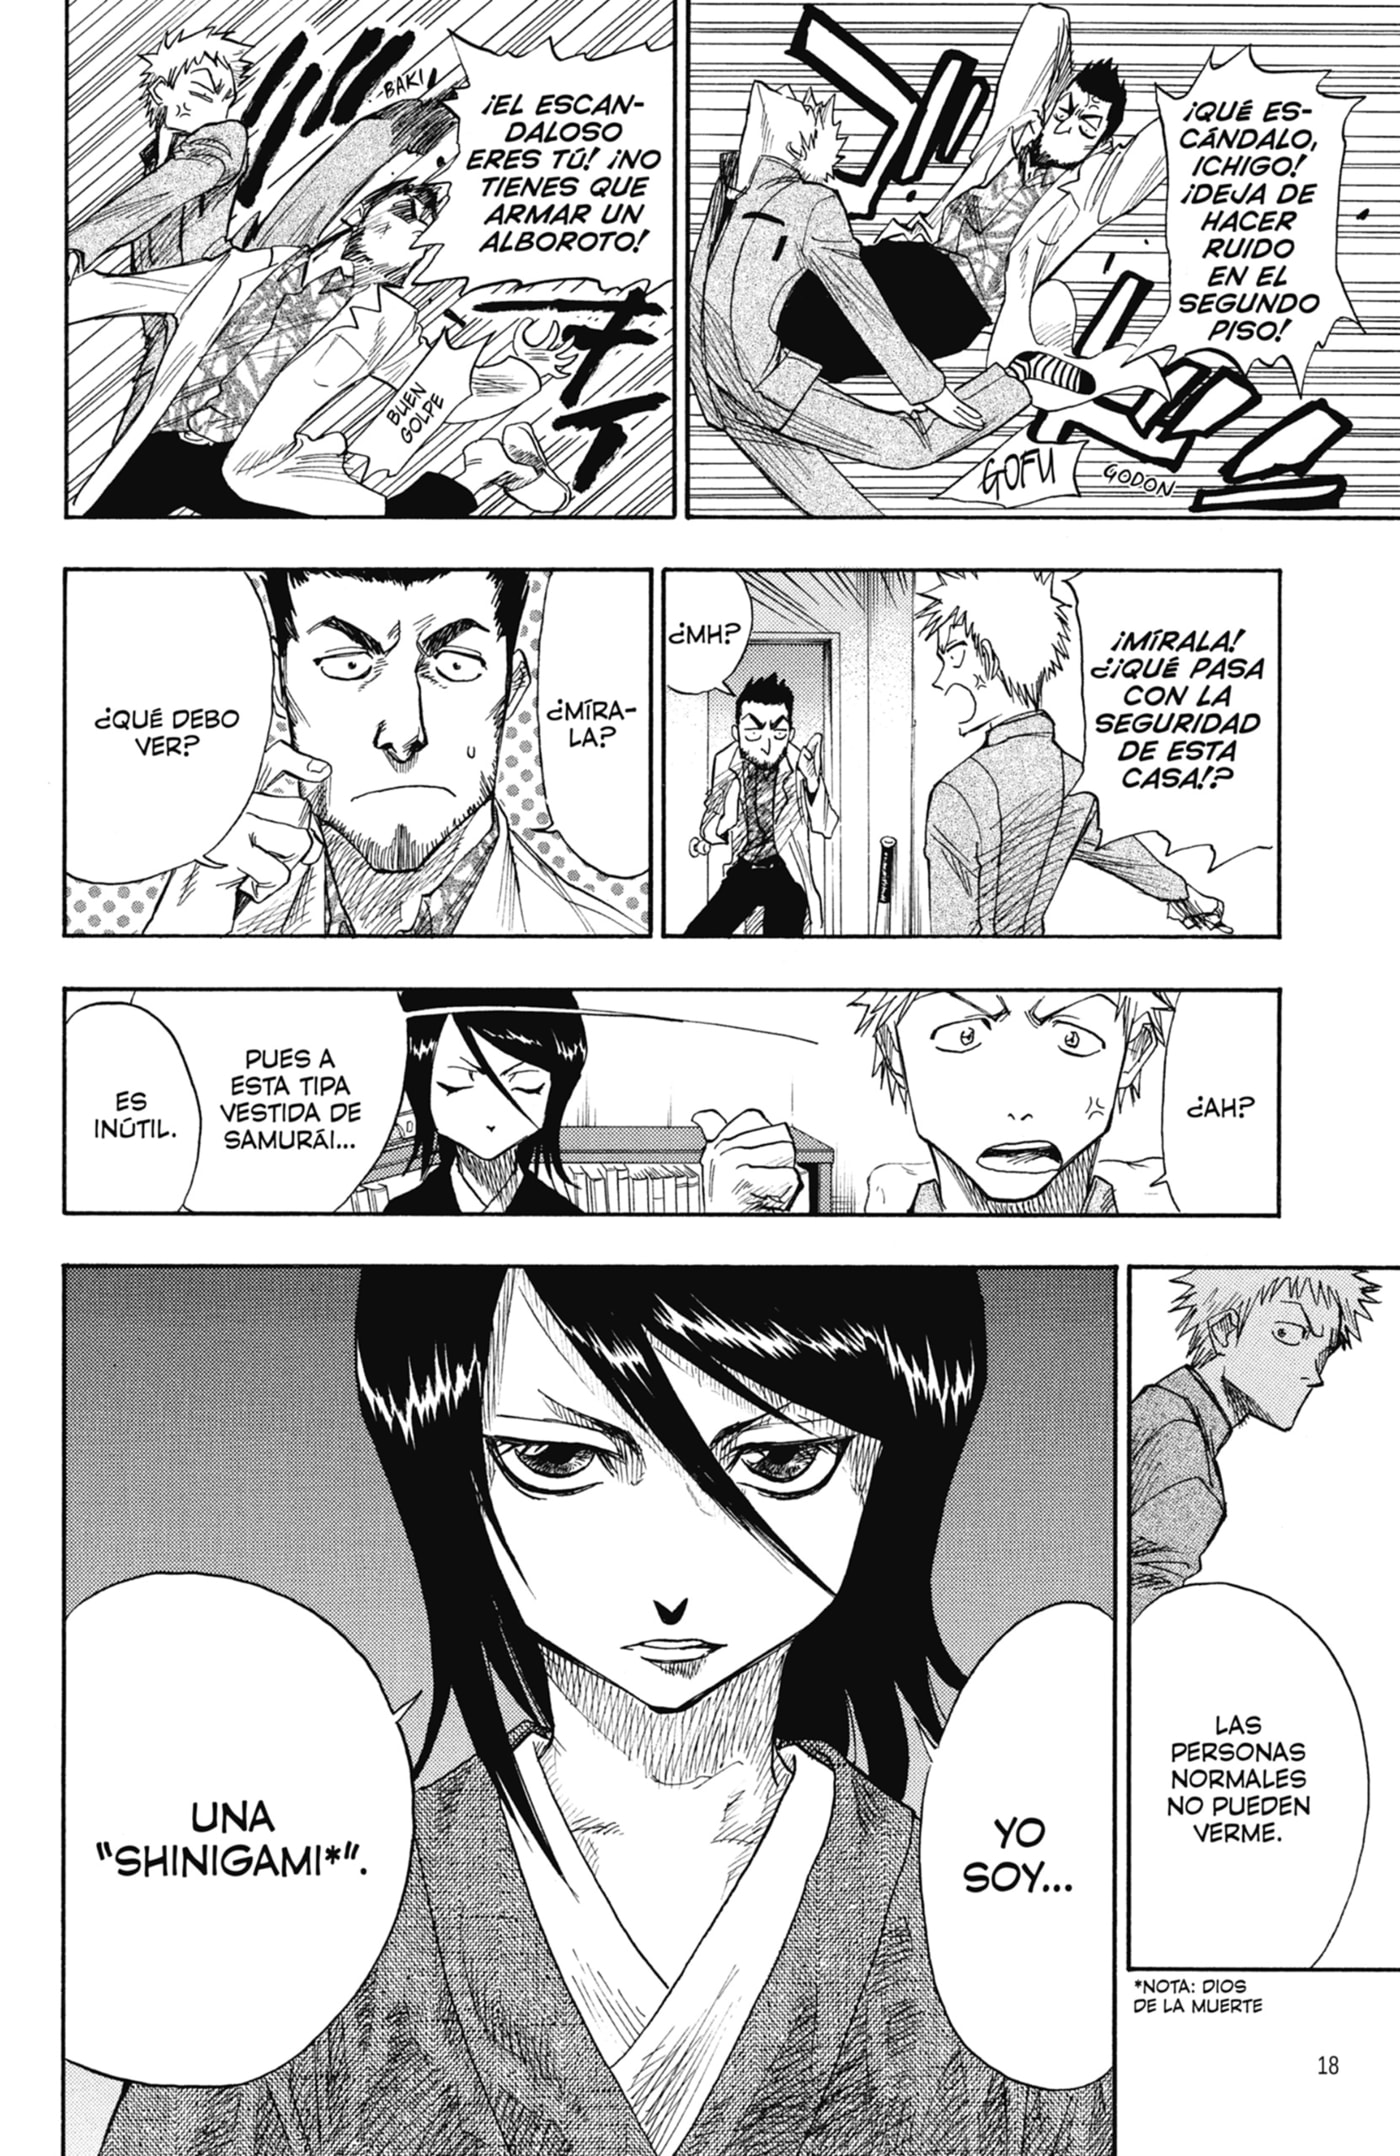 ¡QUÉ ES-
CÁNDALO,
ICHIGO!
¡DEJA DE
HACER
RUIDO
EN EL
SEGUNDO
PISO!
GOFU
GODON
BAKI
¡EL ESCAN-
DALOSO
ERES TÚ! ¡NO
TIENES QUE
ARMAR UN
ALBOROTO!
BUEN
GOLPE
¡MÍRALA!
¿¡QUÉ PASA
CON LA
SEGURIDAD
DE ESTA
CASA!?
¿MH?
¿MÍRA-
LA?
¿QUÉ DEBO
VER?
¿AH?
PUES A
ESTA TIPA
VESTIDA DE
SAMURÁI...
ES
INÚTIL.
LAS
PERSONAS
NORMALES
NO PUEDEN
VERME.
YO
SOY...
UNA
"SHINIGAMI*".
*NOTA: DIOS
DE LA MUERTE
18